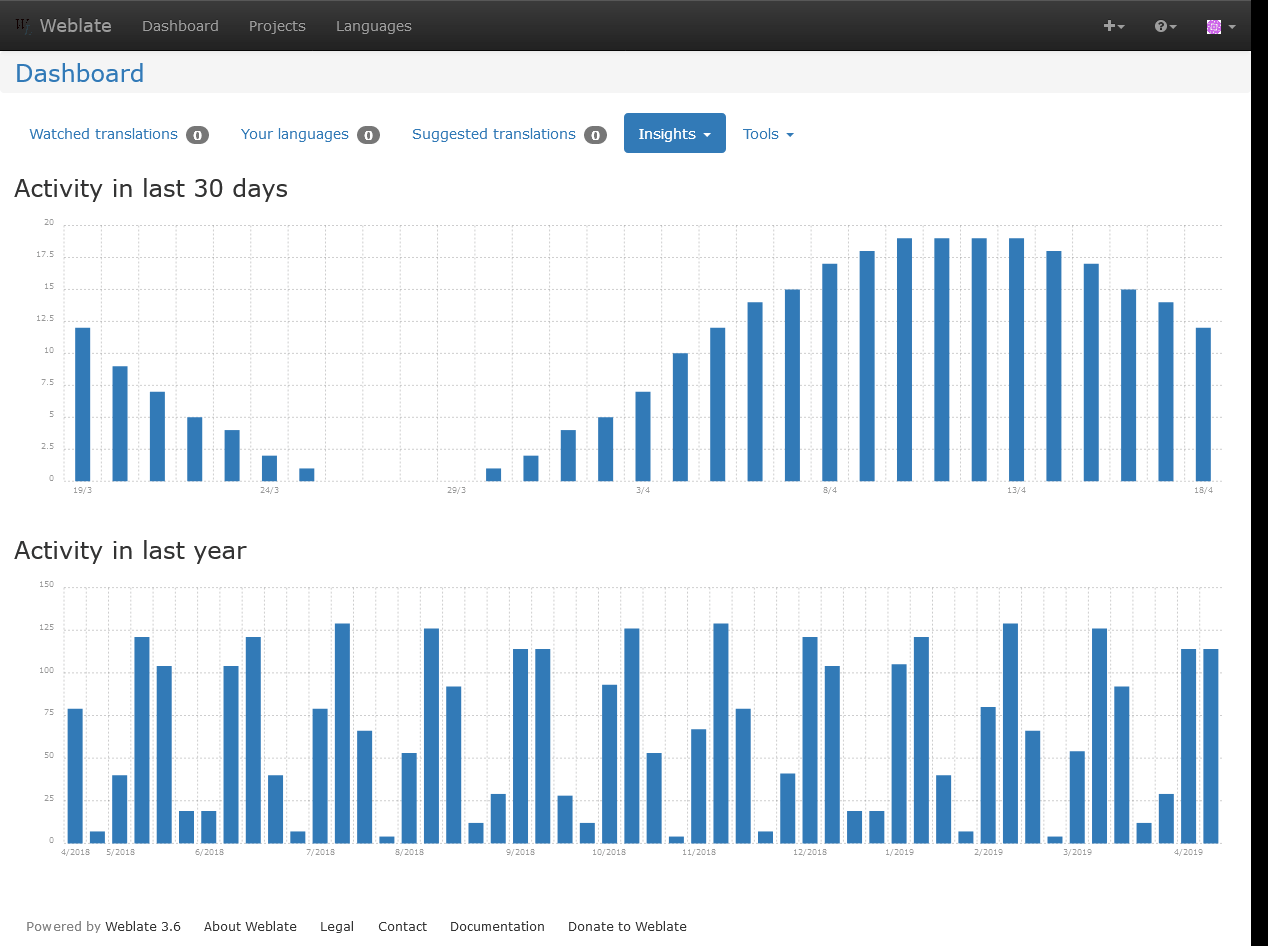 Weblate Dashboard Projects Languages
Dashboard
Watched translations 0 Your languages 0 Suggested translations 0 Insights Tools
Activity in last 30 days
20
17.5
15
12.5
10
7.5
5
2.5
0
19/3 24/3 29/3 3/4 8/4 13/4 18/4
Activity in last year
150
125
100
75
50
25
0
4/2018 5/2018 6/2018 7/2018 8/2018 9/2018 10/2018 11/2018 12/2018 1/2019 2/2019 3/2019 4/2019
Powered by Weblate 3.6 About Weblate Legal Contact Documentation Donate to Weblate